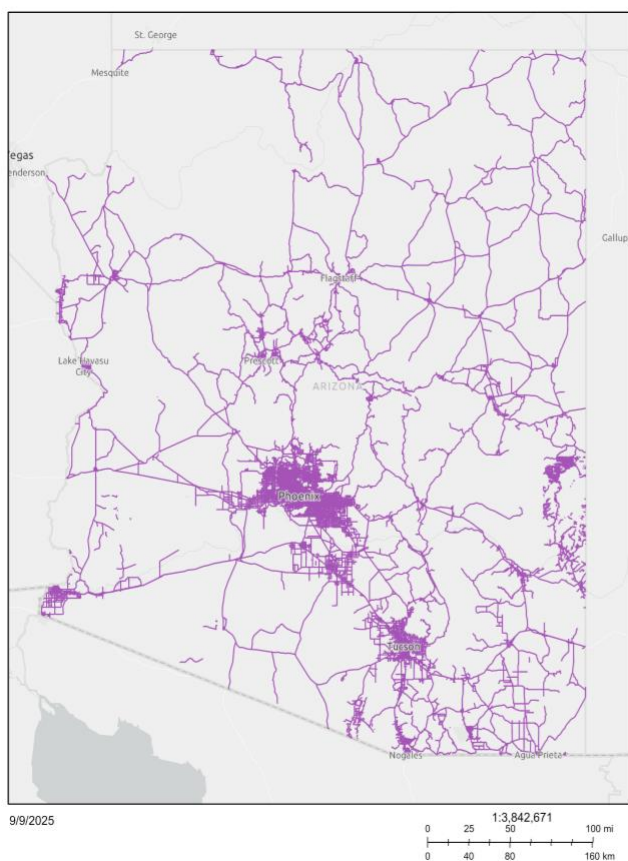 St. George
Mesquite
Vegas
enderson
Gallup
Flagstaff
Lake Havasu
City
Prescott
ARIZONA
Phoenix
Tucson
Nogales
Agua Prieta
9/9/2025
1:3,842,671
0 25 50 100 mi
0 40 80 160 km